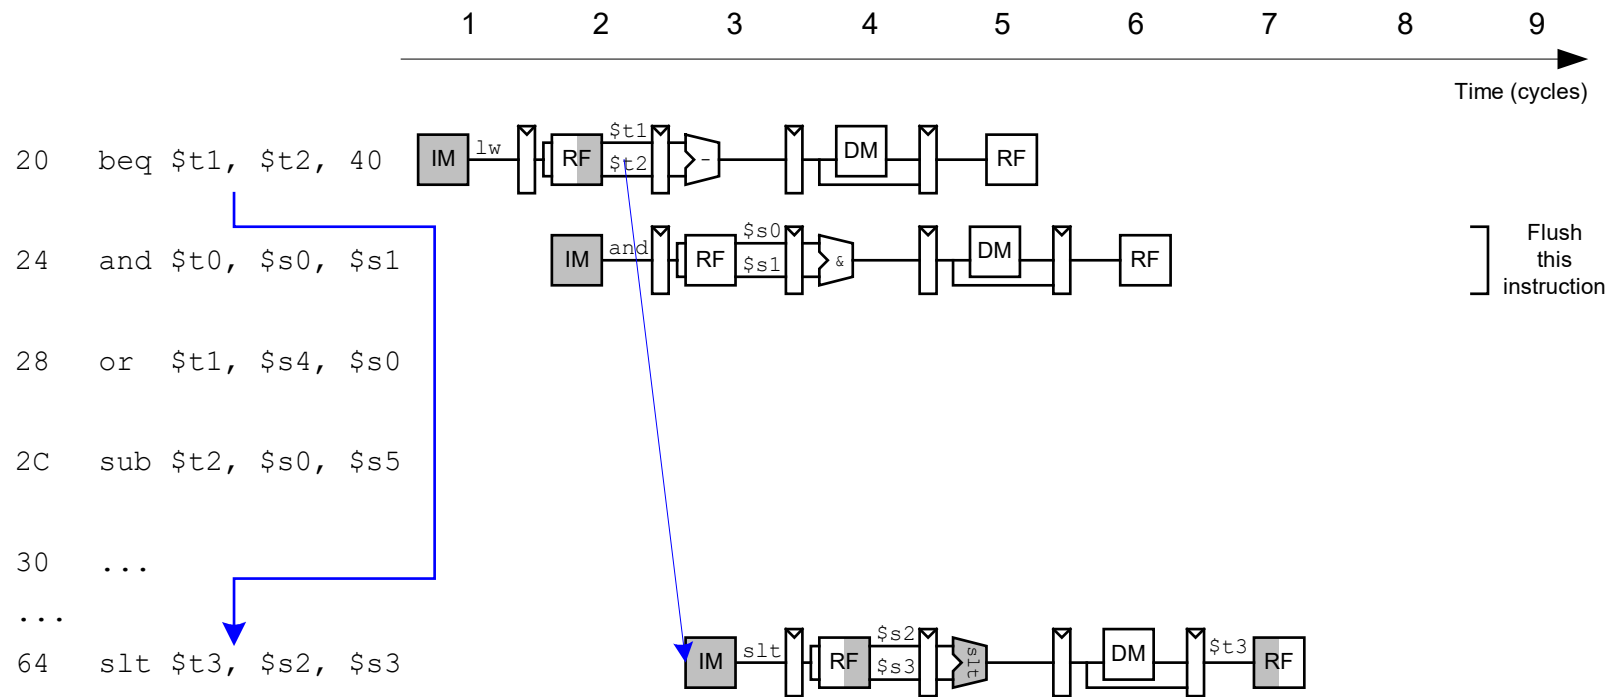 1 2 3 4 5 6 7 8 9
Time (cycles)
20 beq $t1, $t2, 40 IM lw RF $t1 $t2 - DM RF
24 and $t0, $s0, $s1 IM and RF $s0 $s1 & DM RF
Flush
this
instruction
28 or $t1, $s4, $s0
2C sub $t2, $s0, $s5
30 ...
...
64 slt $t3, $s2, $s3 IM slt RF $s2 $s3 slt DM $t3 RF